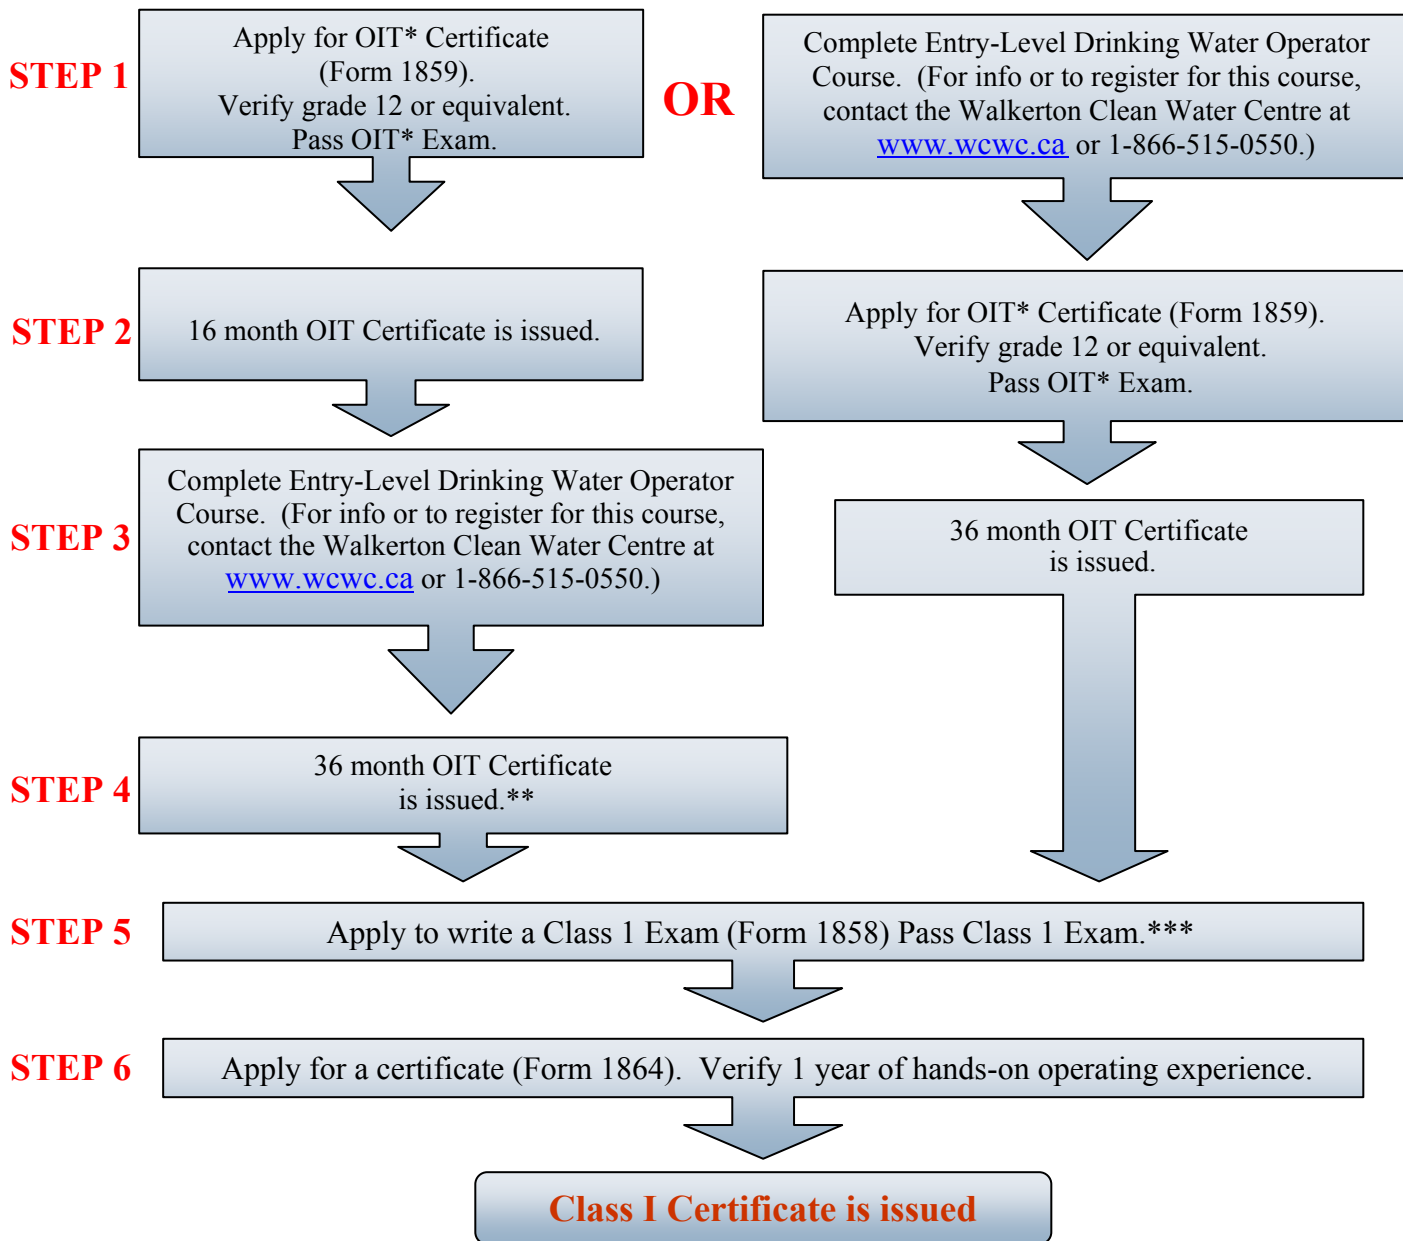 STEP 1
Apply for OIT* Certificate
(Form 1859).
Verify grade 12 or equivalent.
Pass OIT* Exam.
OR
Complete Entry-Level Drinking Water Operator
Course.  (For info or to register for this course,
contact the Walkerton Clean Water Centre at
www.wcwc.ca or 1-866-515-0550.)
STEP 2
16 month OIT Certificate is issued.
Apply for OIT* Certificate (Form 1859).
Verify grade 12 or equivalent.
Pass OIT* Exam.
STEP 3
Complete Entry-Level Drinking Water Operator
Course.  (For info or to register for this course,
contact the Walkerton Clean Water Centre at
www.wcwc.ca or 1-866-515-0550.)
36 month OIT Certificate
is issued.
STEP 4
36 month OIT Certificate
is issued.**
STEP 5
Apply to write a Class 1 Exam (Form 1858) Pass Class 1 Exam.***
STEP 6
Apply for a certificate (Form 1864).  Verify 1 year of hands-on operating experience.
Class I Certificate is issued